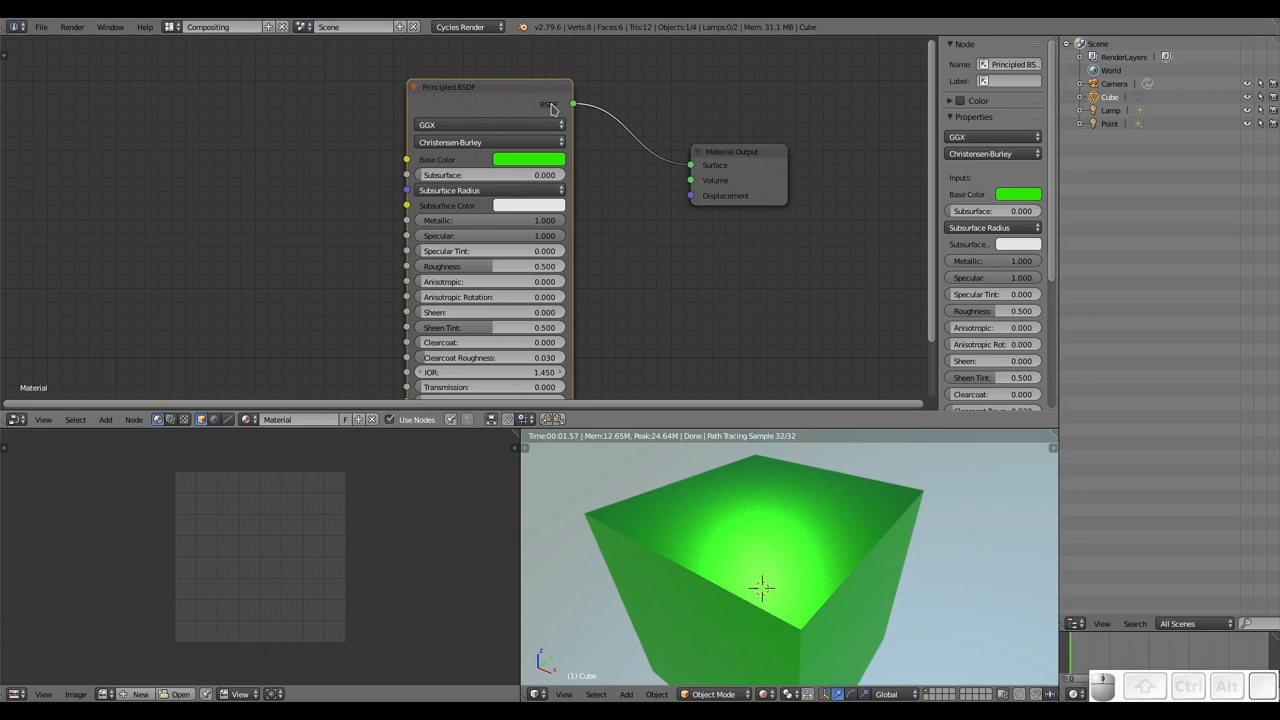 File Render Window Help Compositing Scene Cycles Render v2.79.6 | Verts:8 | Faces:6 | Tris:12 | Objects:1/4 | Lamps:0/2 | Mem: 31.1 MB | Cube
Principled BSDF
BSDF
GGX
Christensen-Burley
Base Color
Subsurface: 0.000
Subsurface Radius
Subsurface Color
Metallic: 1.000
Specular: 1.000
Specular Tint: 0.000
Roughness: 0.500
Anisotropic: 0.000
Anisotropic Rotation: 0.000
Sheen: 0.000
Sheen Tint: 0.500
Clearcoat: 0.000
Clearcoat Roughness: 0.030
IOR: 1.450
Transmission: 0.000
Material Output
Surface
Volume
Displacement
Material
Node
Name: Principled BS..
Label:
Color
Properties
GGX
Christensen-Burley
Inputs:
Base Color
Subsurface: 0.000
Subsurface Radius
Subsurface..
Metallic: 1.000
Specular: 1.000
Specular Tint: 0.000
Roughness: 0.500
Anisotropic: 0.000
Anisotropic Rot: 0.000
Sheen: 0.000
Sheen Tint: 0.500
Clearcoat: 0.000
Scene
RenderLayers
World
Camera
Cube
Lamp
Point
View Select Add Node Material F Use Nodes
Time:00:01.57 | Mem:12.65M, Peak:24.64M | Done | Path Tracing Sample 32/32
z
x
(1) Cube
View Search All Scenes
View Image New Open View
View Select Add Object Object Mode Global
Ctrl Alt